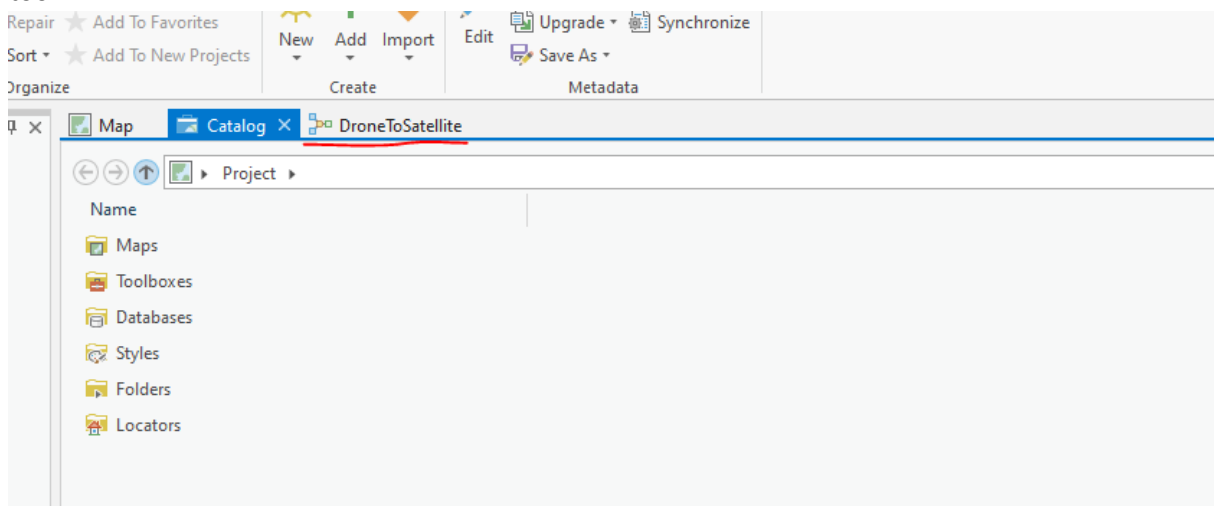 Repair Add To Favorites
Sort Add To New Projects
New Add Import
Edit
Upgrade Synchronize
Save As
Organize
Create
Metadata
Map Catalog DroneToSatellite
Project
Name
Maps
Toolboxes
Databases
Styles
Folders
Locators